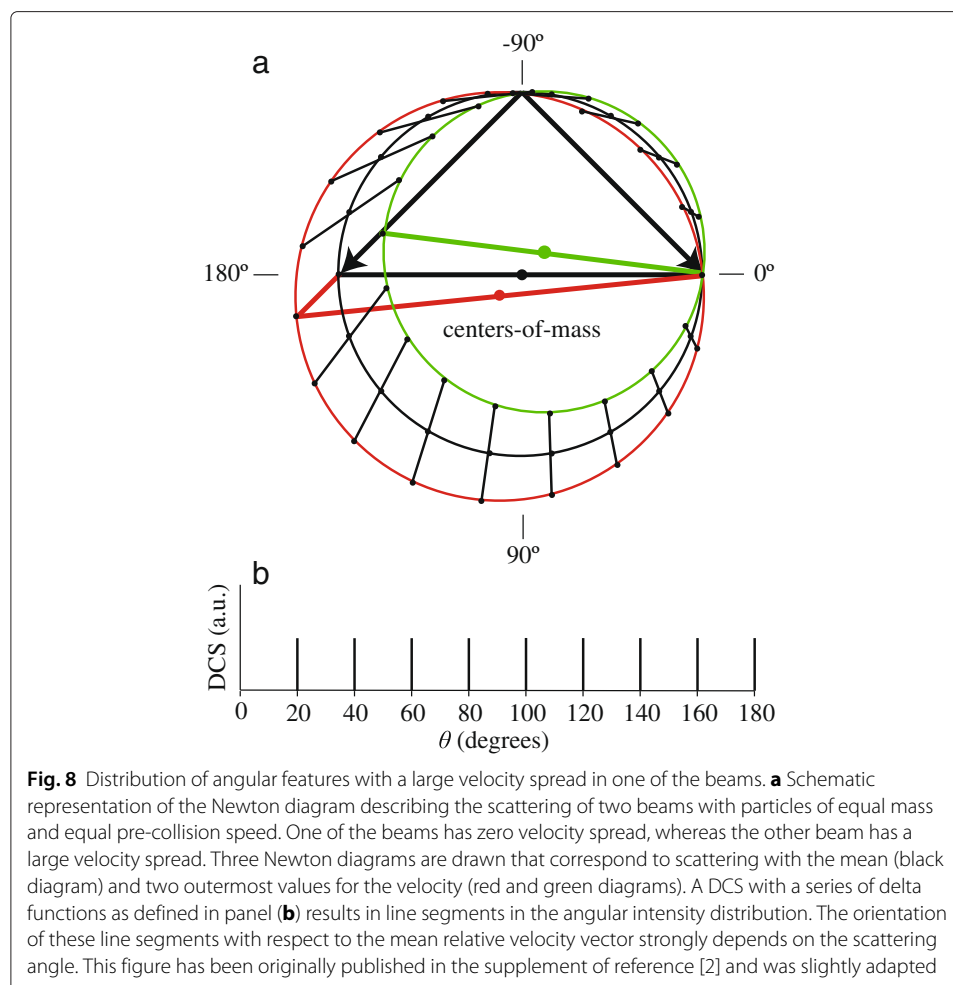 -90º
a
180º
0º
centers-of-mass
90º
b
DCS (a.u.)
0 20 40 60 80 100 120 140 160 180
θ (degrees)
Fig. 8 Distribution of angular features with a large velocity spread in one of the beams. a Schematic
representation of the Newton diagram describing the scattering of two beams with particles of equal mass
and equal pre-collision speed. One of the beams has zero velocity spread, whereas the other beam has a
large velocity spread. Three Newton diagrams are drawn that correspond to scattering with the mean (black
diagram) and two outermost values for the velocity (red and green diagrams). A DCS with a series of delta
functions as defined in panel (b) results in line segments in the angular intensity distribution. The orientation
of these line segments with respect to the mean relative velocity vector strongly depends on the scattering
angle. This figure has been originally published in the supplement of reference [2] and was slightly adapted